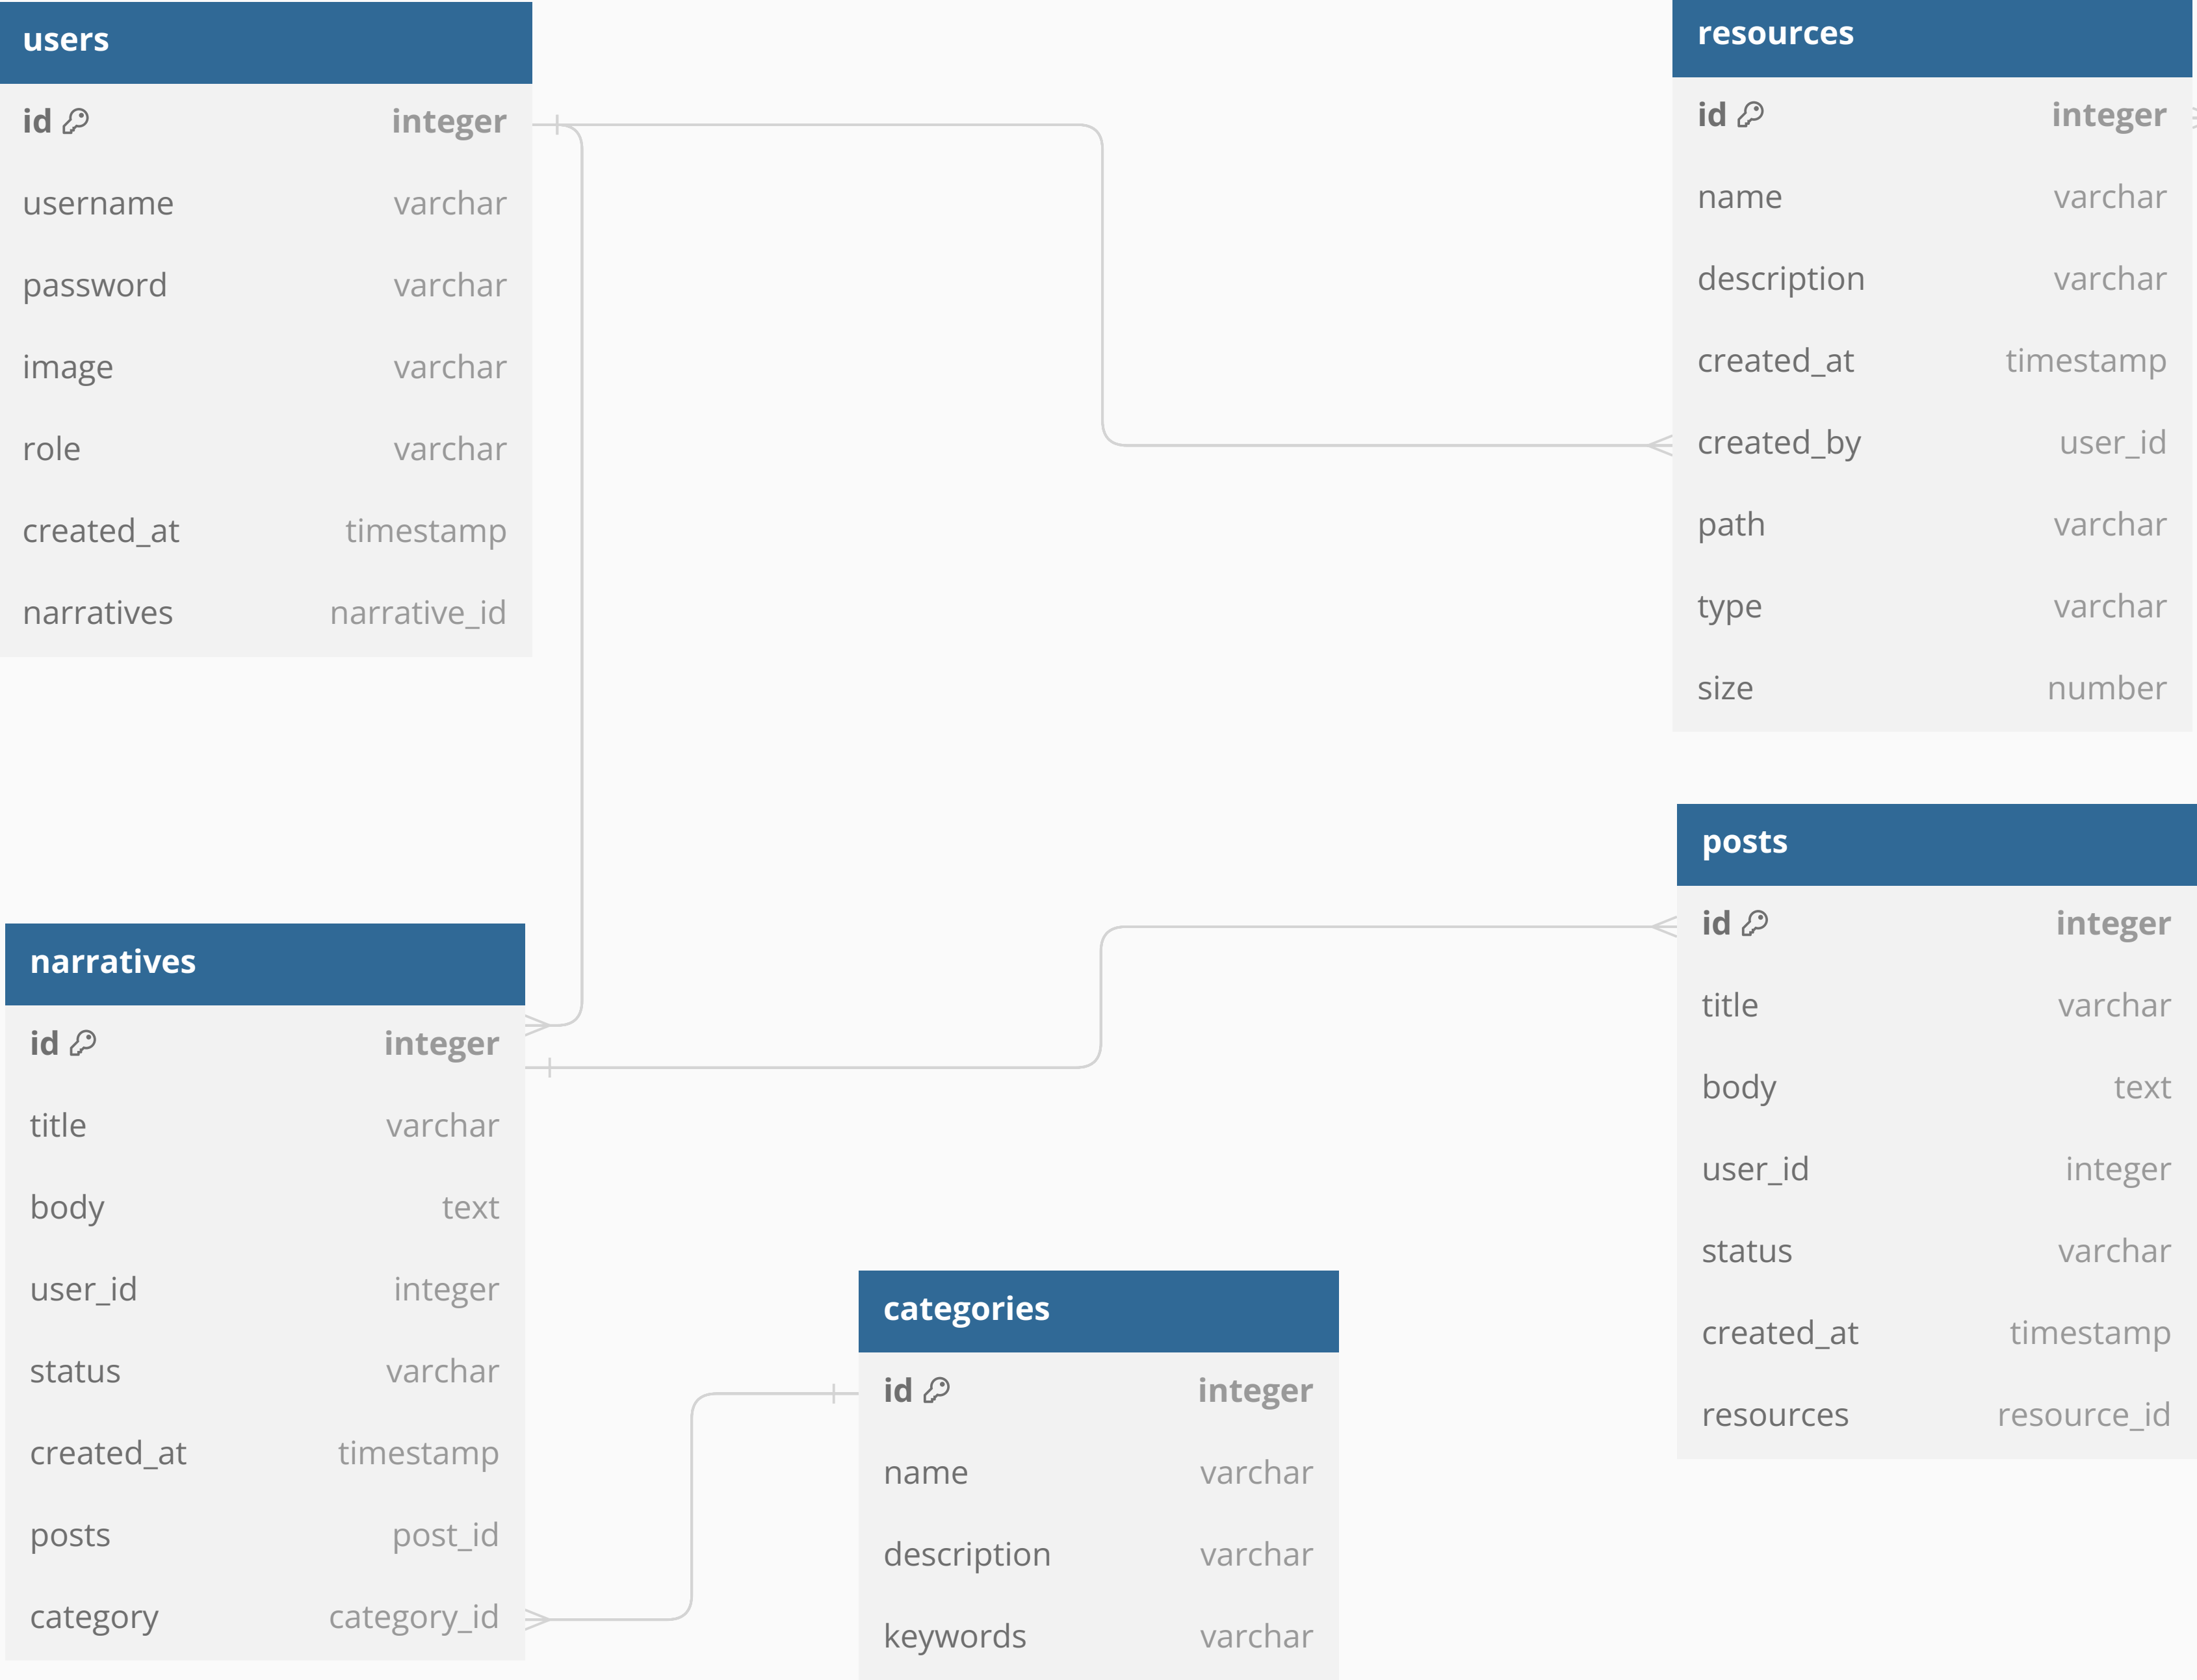 users
id integer
username varchar
password varchar
image varchar
role varchar
created_at timestamp
narratives narrative_id
resources
id integer
name varchar
description varchar
created_at timestamp
created_by user_id
path varchar
type varchar
size number
narratives
id integer
title varchar
body text
user_id integer
status varchar
created_at timestamp
posts post_id
category category_id
categories
id integer
name varchar
description varchar
keywords varchar
posts
id integer
title varchar
body text
user_id integer
status varchar
created_at timestamp
resources resource_id